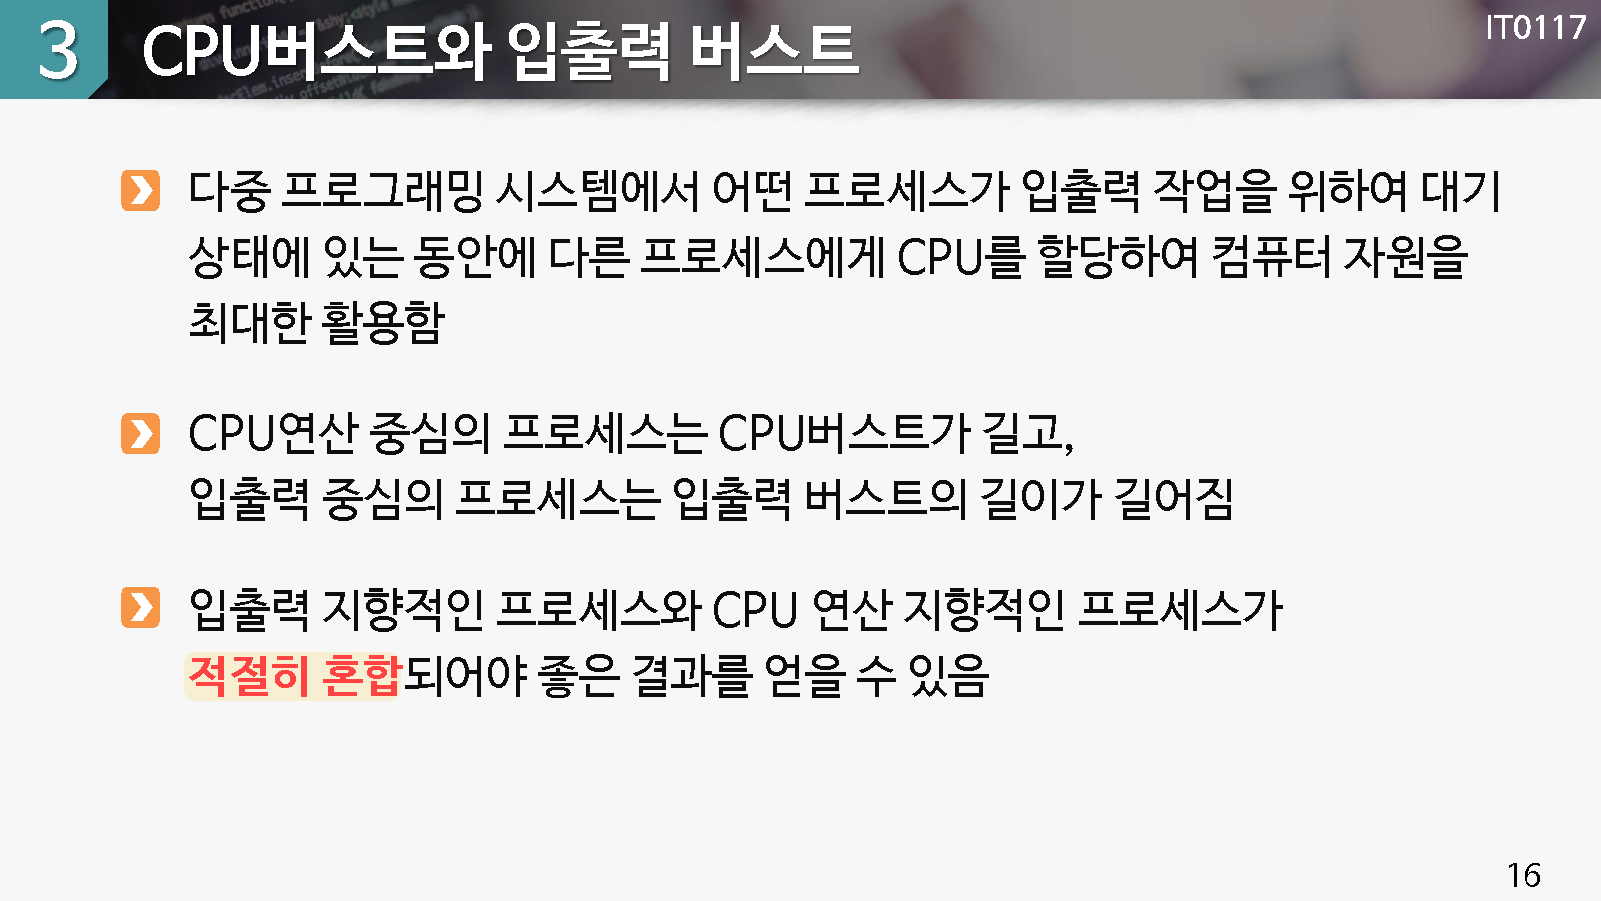 3
CPU버스트와 입출력 버스트
IT0117
다중 프로그래밍 시스템에서 어떤 프로세스가 입출력 작업을 위하여 대기
상태에 있는 동안에 다른 프로세스에게 CPU를 할당하여 컴퓨터 자원을
최대한 활용함
CPU연산 중심의 프로세스는 CPU버스트가 길고,
입출력 중심의 프로세스는 입출력 버스트의 길이가 길어짐
입출력 지향적인 프로세스와 CPU 연산 지향적인 프로세스가
적절히 혼합되어야 좋은 결과를 얻을 수 있음
16